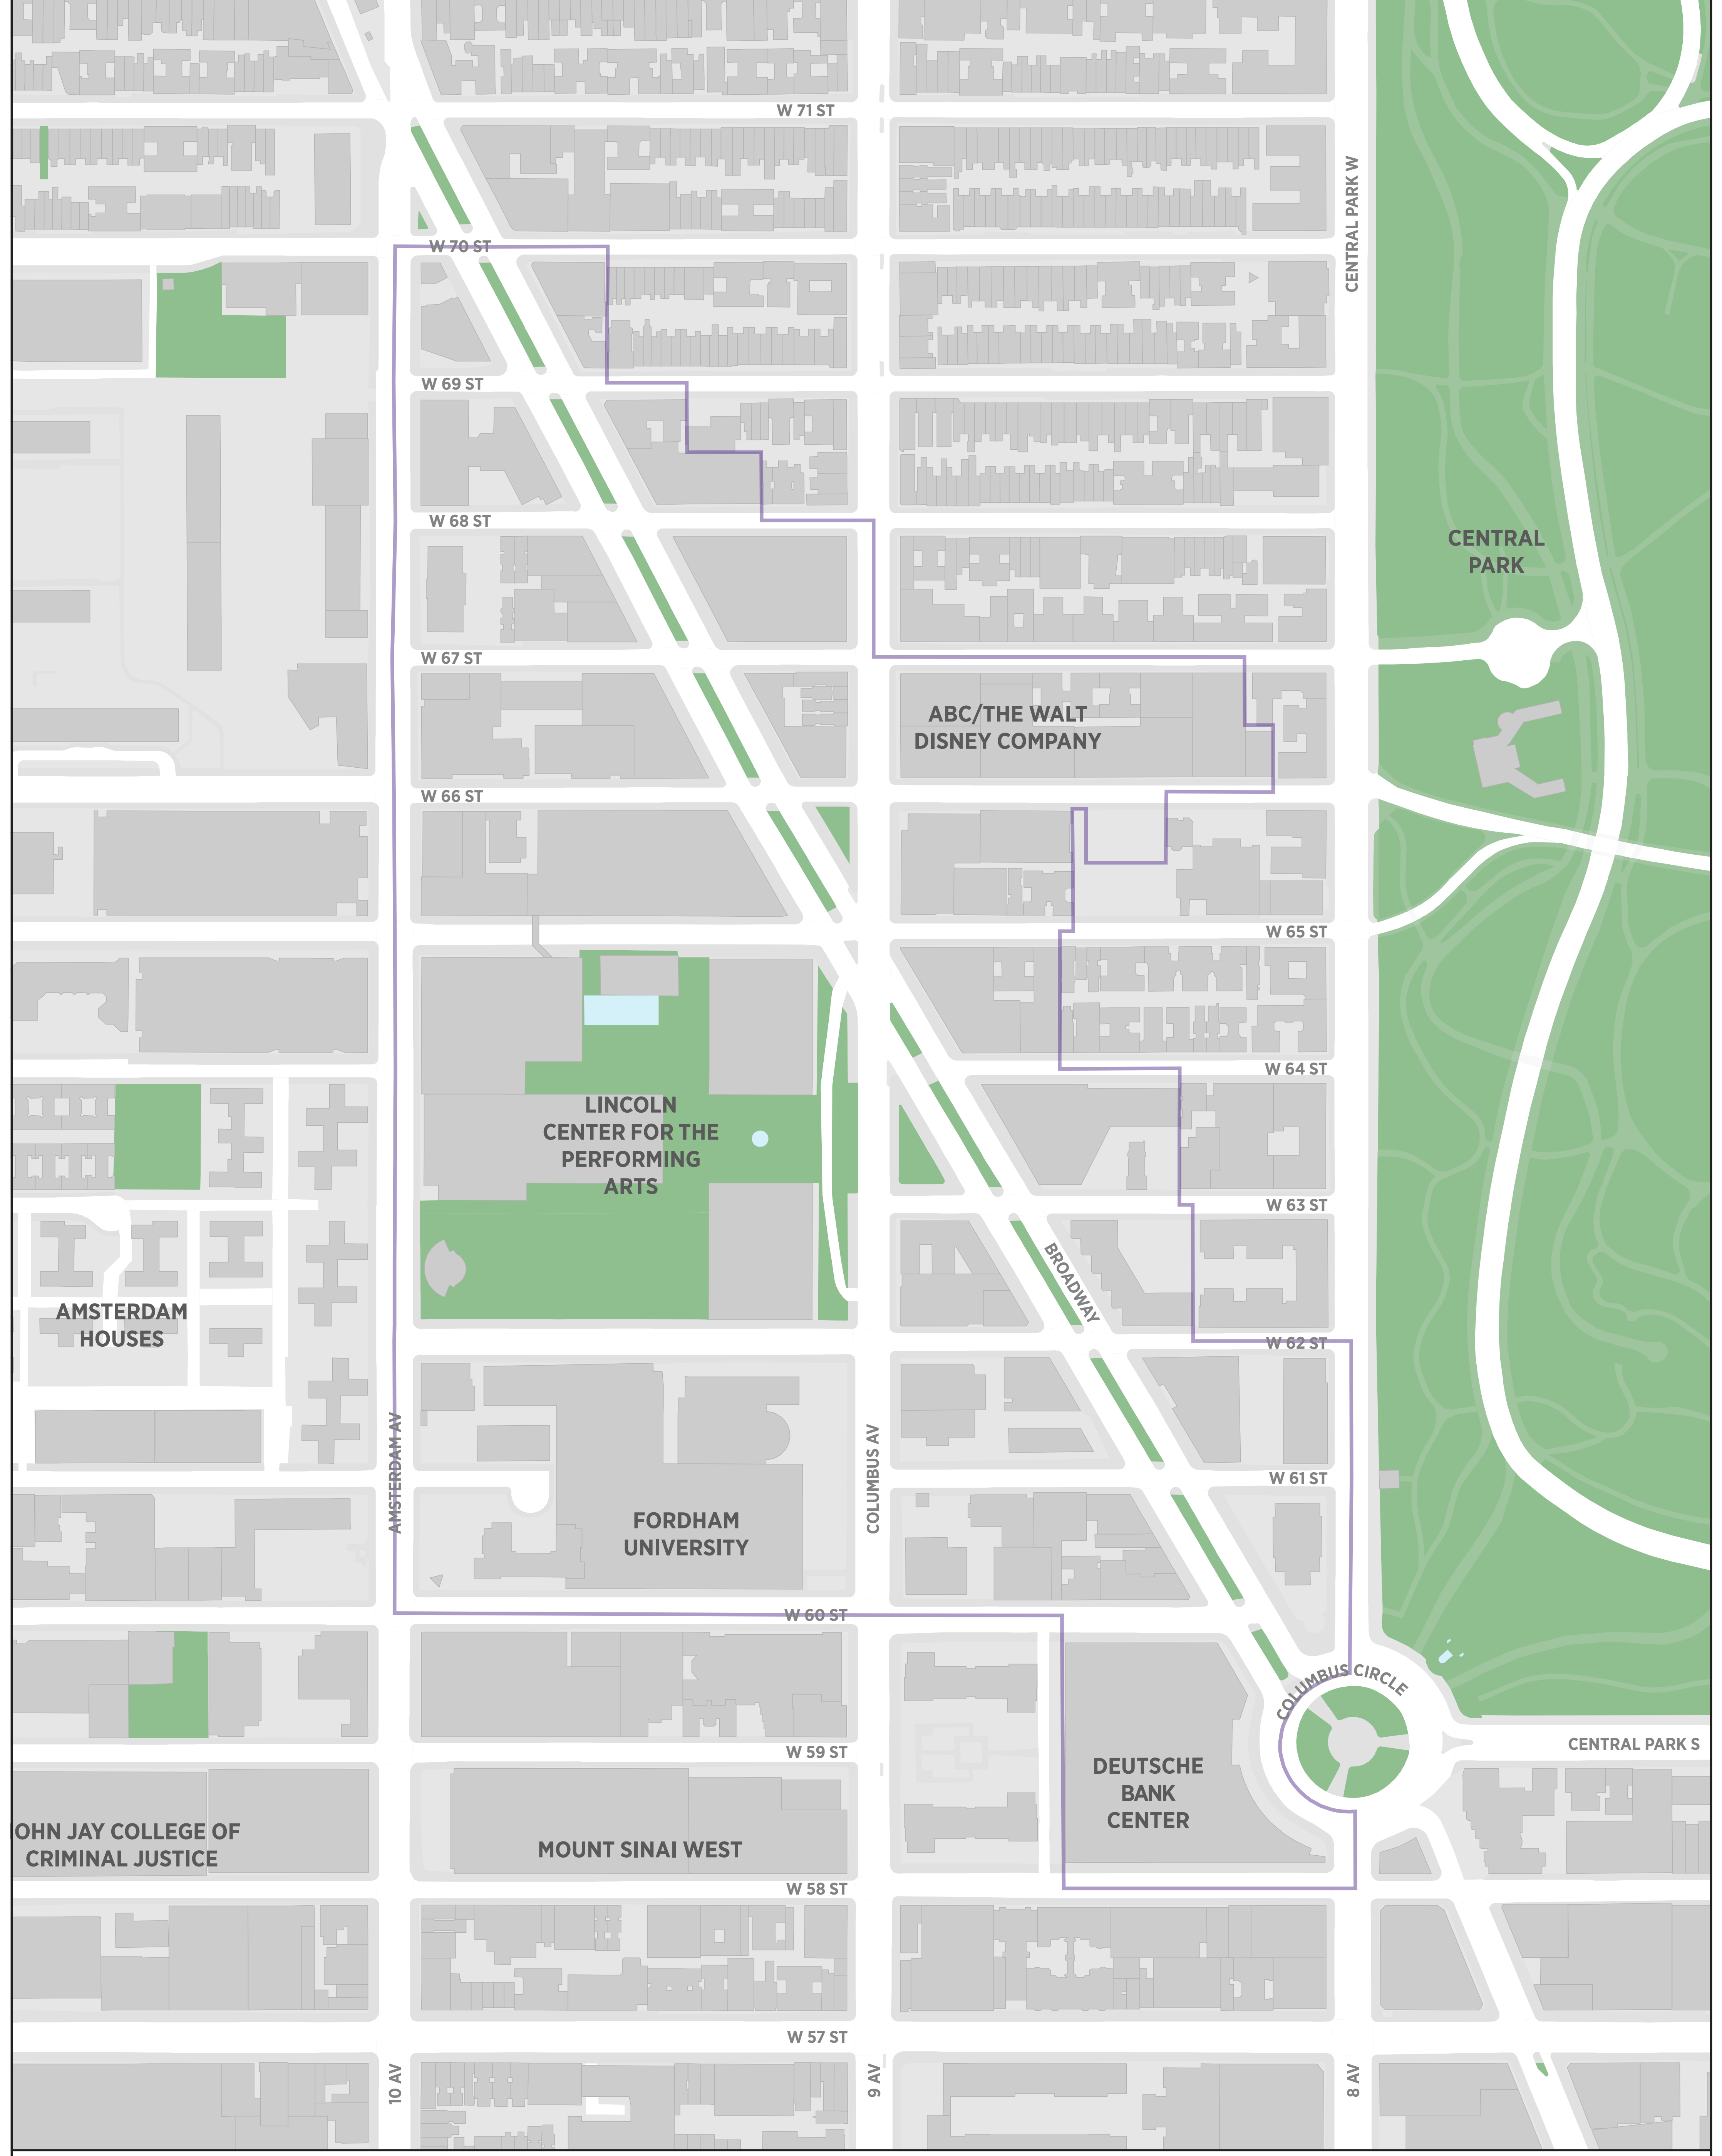 W 71 ST
CENTRAL PARK W
W 70 ST
W 69 ST
W 68 ST
CENTRAL
PARK
W 67 ST
ABC/THE WALT
DISNEY COMPANY
W 66 ST
W 65 ST
W 64 ST
LINCOLN
CENTER FOR THE
PERFORMING
ARTS
W 63 ST
BROADWAY
AMSTERDAM
HOUSES
W 62 ST
AMSTERDAM AV
COLUMBUS AV
W 61 ST
FORDHAM
UNIVERSITY
W 60 ST
COLUMBUS CIRCLE
CENTRAL PARK S
W 59 ST
DEUTSCHE
BANK
CENTER
OHN JAY COLLEGE OF
CRIMINAL JUSTICE
MOUNT SINAI WEST
W 58 ST
W 57 ST
10 AV
9 AV
8 AV